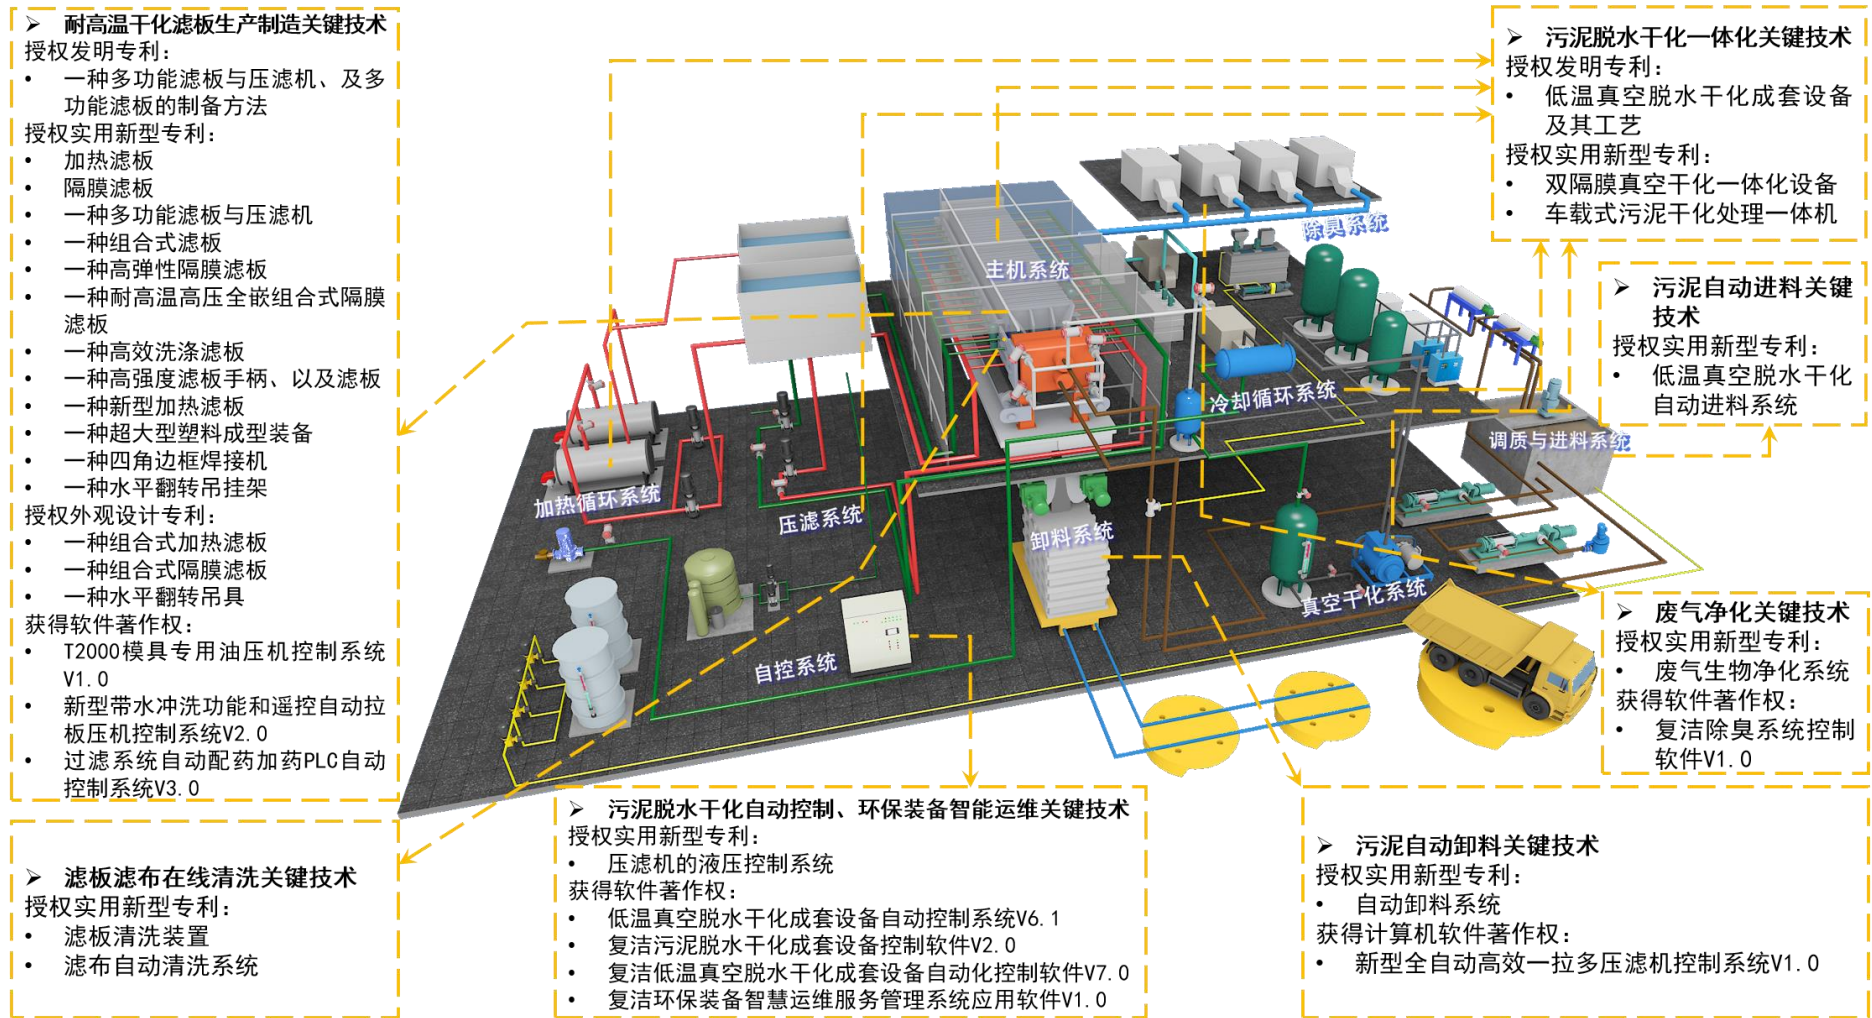 ➢ 耐高温干化滤板生产制造关键技术
授权发明专利：
• 一种多功能滤板与压滤机、及多
功能滤板的制备方法
授权实用新型专利：
• 加热滤板
• 隔膜滤板
• 一种多功能滤板与压滤机
• 一种组合式滤板
• 一种高弹性隔膜滤板
• 一种耐高温高压全嵌组合式隔膜
滤板
• 一种高效洗涤滤板
• 一种高强度滤板手柄、以及滤板
• 一种新型加热滤板
• 一种超大型塑料成型装备
• 一种四角边框焊接机
• 一种水平翻转吊挂架
授权外观设计专利：
• 一种组合式加热滤板
• 一种组合式隔膜滤板
• 一种水平翻转吊具
获得软件著作权：
• T2000模具专用油压机控制系统
V1.0
• 新型带水冲洗功能和遥控自动拉
板压机控制系统V2.0
• 过滤系统自动配药加药PLC自动
控制系统V3.0
➢ 滤板滤布在线清洗关键技术
授权实用新型专利：
• 滤板清洗装置
• 滤布自动清洗系统
主机系统
除臭系统
冷却循环系统
调质与进料系统
加热循环系统
压滤系统
卸料系统
真空干化系统
自控系统
➢ 污泥脱水干化自动控制、环保装备智能运维关键技术
授权实用新型专利：
• 压滤机的液压控制系统
获得软件著作权：
• 低温真空脱水干化成套设备自动控制系统V6.1
• 复洁污泥脱水干化成套设备控制软件V2.0
• 复洁低温真空脱水干化成套设备自动化控制软件V7.0
• 复洁环保装备智慧运维服务管理系统应用软件V1.0
➢ 污泥脱水干化一体化关键技术
授权发明专利：
• 低温真空脱水干化成套设备
及其工艺
授权实用新型专利：
• 双隔膜真空干化一体化设备
• 车载式污泥干化处理一体机
➢ 污泥自动进料关键
技术
授权实用新型专利：
• 低温真空脱水干化
自动进料系统
➢ 废气净化关键技术
授权实用新型专利：
• 废气生物净化系统
获得软件著作权：
• 复洁除臭系统控制
软件V1.0
➢ 污泥自动卸料关键技术
授权实用新型专利：
• 自动卸料系统
获得计算机软件著作权：
• 新型全自动高效一拉多压滤机控制系统V1.0